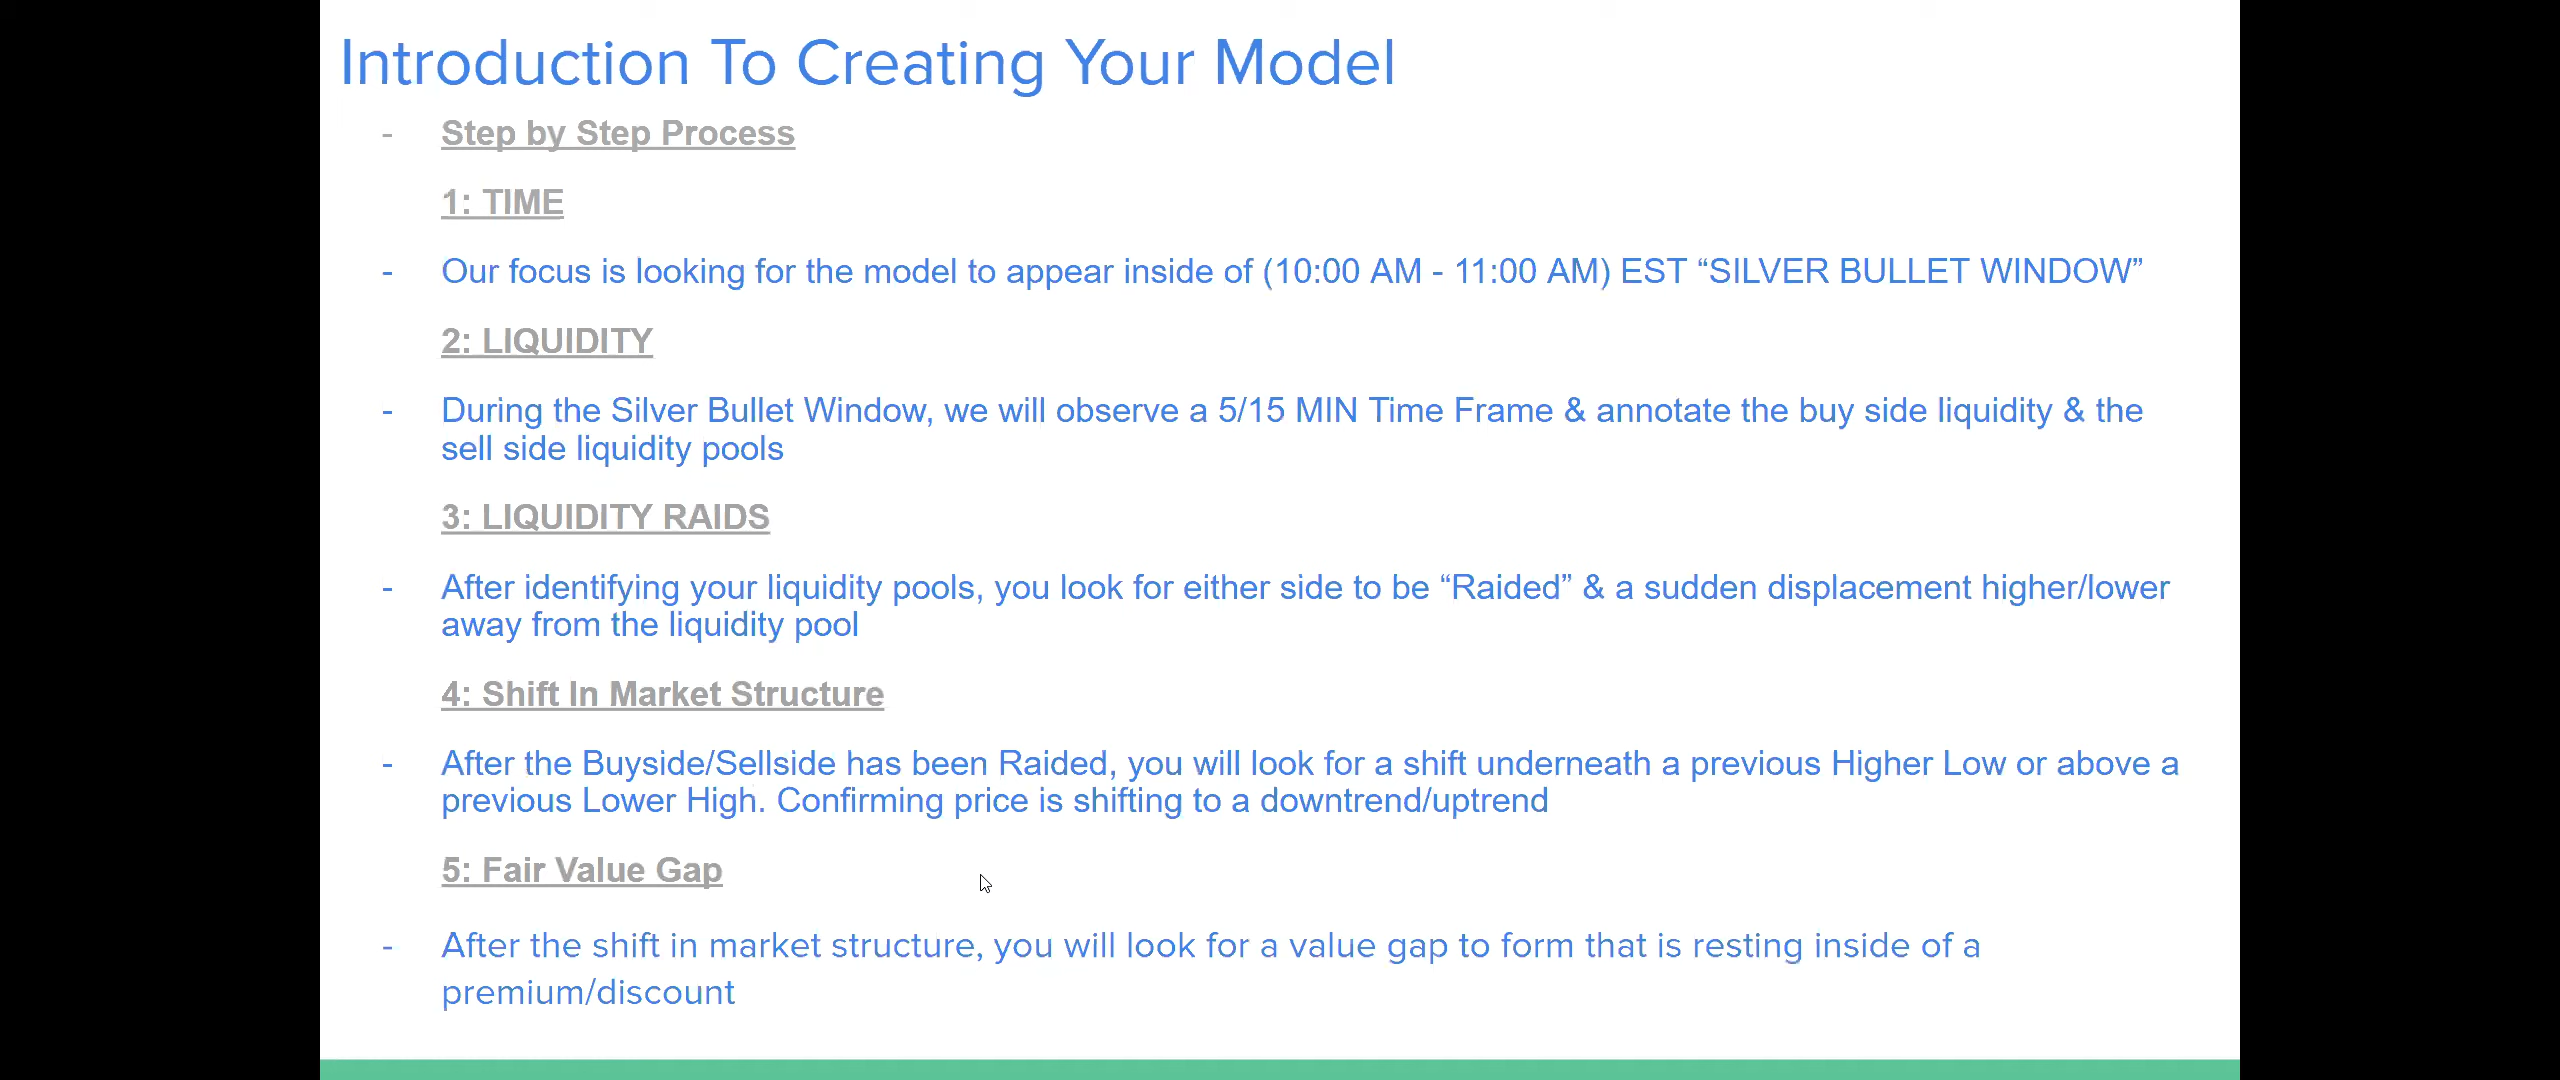 Introduction To Creating Your Model
- Step by Step Process
1: TIME
- Our focus is looking for the model to appear inside of (10:00 AM - 11:00 AM) EST “SILVER BULLET WINDOW”
2: LIQUIDITY
- During the Silver Bullet Window, we will observe a 5/15 MIN Time Frame & annotate the buy side liquidity & the
sell side liquidity pools
3: LIQUIDITY RAIDS
- After identifying your liquidity pools, you look for either side to be “Raided” & a sudden displacement higher/lower
away from the liquidity pool
4: Shift In Market Structure
- After the Buyside/Sellside has been Raided, you will look for a shift underneath a previous Higher Low or above a
previous Lower High. Confirming price is shifting to a downtrend/uptrend
5: Fair Value Gap
- After the shift in market structure, you will look for a value gap to form that is resting inside of a
premium/discount